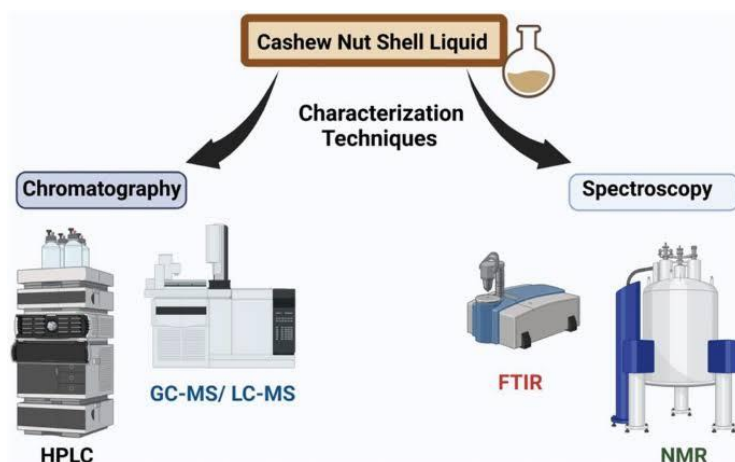 Cashew Nut Shell Liquid
Characterization
Techniques
Chromatography
Spectroscopy
GC-MS/ LC-MS
FTIR
HPLC
NMR